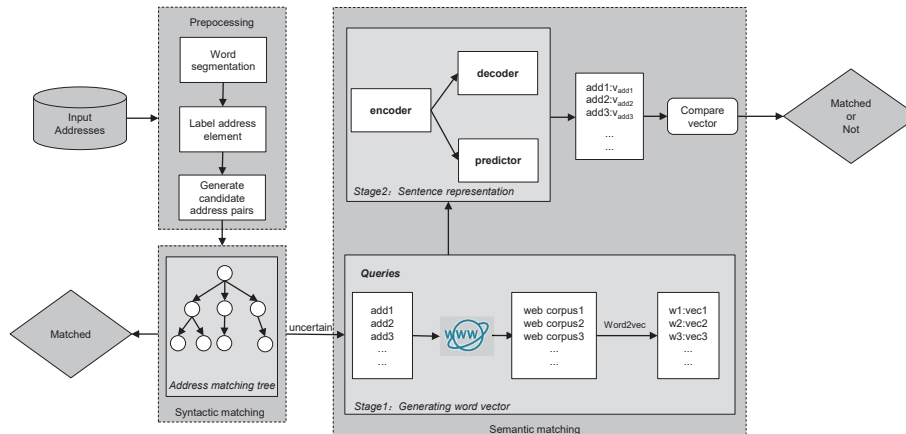 Prepocessing
Word
segmentation
Label address
element
Generate
candidate
address pairs
Input
Addresses
encoder
decoder
predictor
Stage2：Sentence representation
add1:vadd1
add2:vadd2
add3:vadd3
...
...
Compare
vector
Matched
or
Not
Matched
Address matching tree
Syntactic matching
uncertain
Queries
add1
add2
add3
...
...
WWW
web corpus1
web corpus2
web corpus3
...
...
Word2vec
w1:vec1
w2:vec2
w3:vec3
...
...
Stage1：Generating word vector
Semantic matching